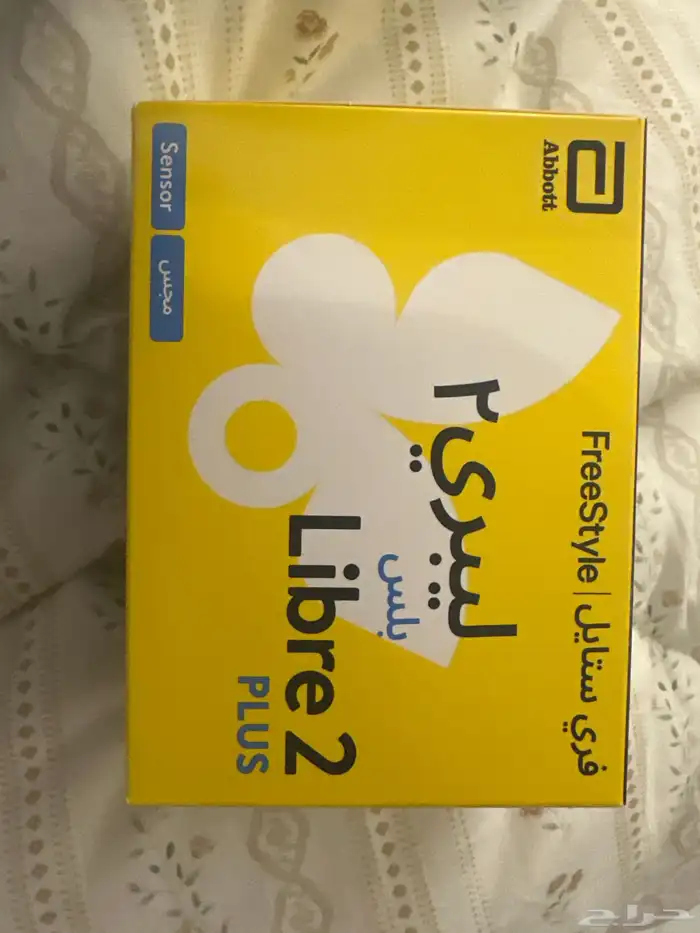 Abbott
FreeStyle | فري ستايل
ليبري ٢
بلس
Libre 2
PLUS
Sensor
مجس
حراج